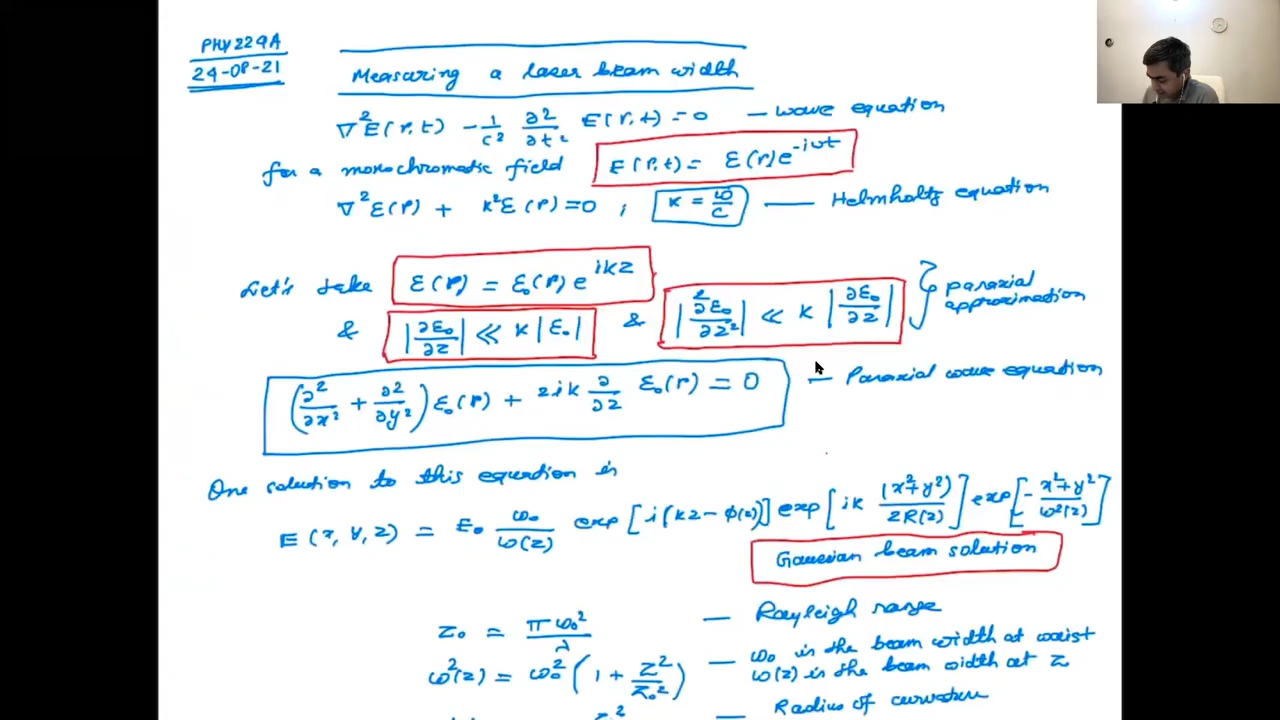 PHY224A
24-08-21
Measuring a laser beam width
∇²E(r,t) - 1/c² ∂²/∂t² E(r,t) = 0 — wave equation
for a monochromatic field E(r,t) = ℰ(r)e^{-iωt}
∇²ℰ(r) + k²ℰ(r) = 0 ; k = ω/c — Helmholtz equation
Let's take ℰ(r) = ℰ₀(r) e^{ikz}
& |∂ℰ₀/∂z| ≪ k|ℰ₀| & |∂²ℰ₀/∂z²| ≪ k|∂ℰ₀/∂z| } paraxial approximation
(∂²/∂x² + ∂²/∂y²) ℰ₀(r) + 2ik ∂/∂z ℰ₀(r) = 0 — Paraxial wave equation
One solution to this equation is
E(x, y, z) = E₀ ω₀/ω(z) exp[i(kz - φ(z))] exp[ik (x²+y²)/2R(z)] exp[- x²+y²/ω²(z)]
Gaussian beam solution
z₀ = πω₀²/λ — Rayleigh range
ω²(z) = ω₀² (1 + z²/z₀²) — ω₀ is the beam width at waist
ω(z) is the beam width at z
— Radius of curvature